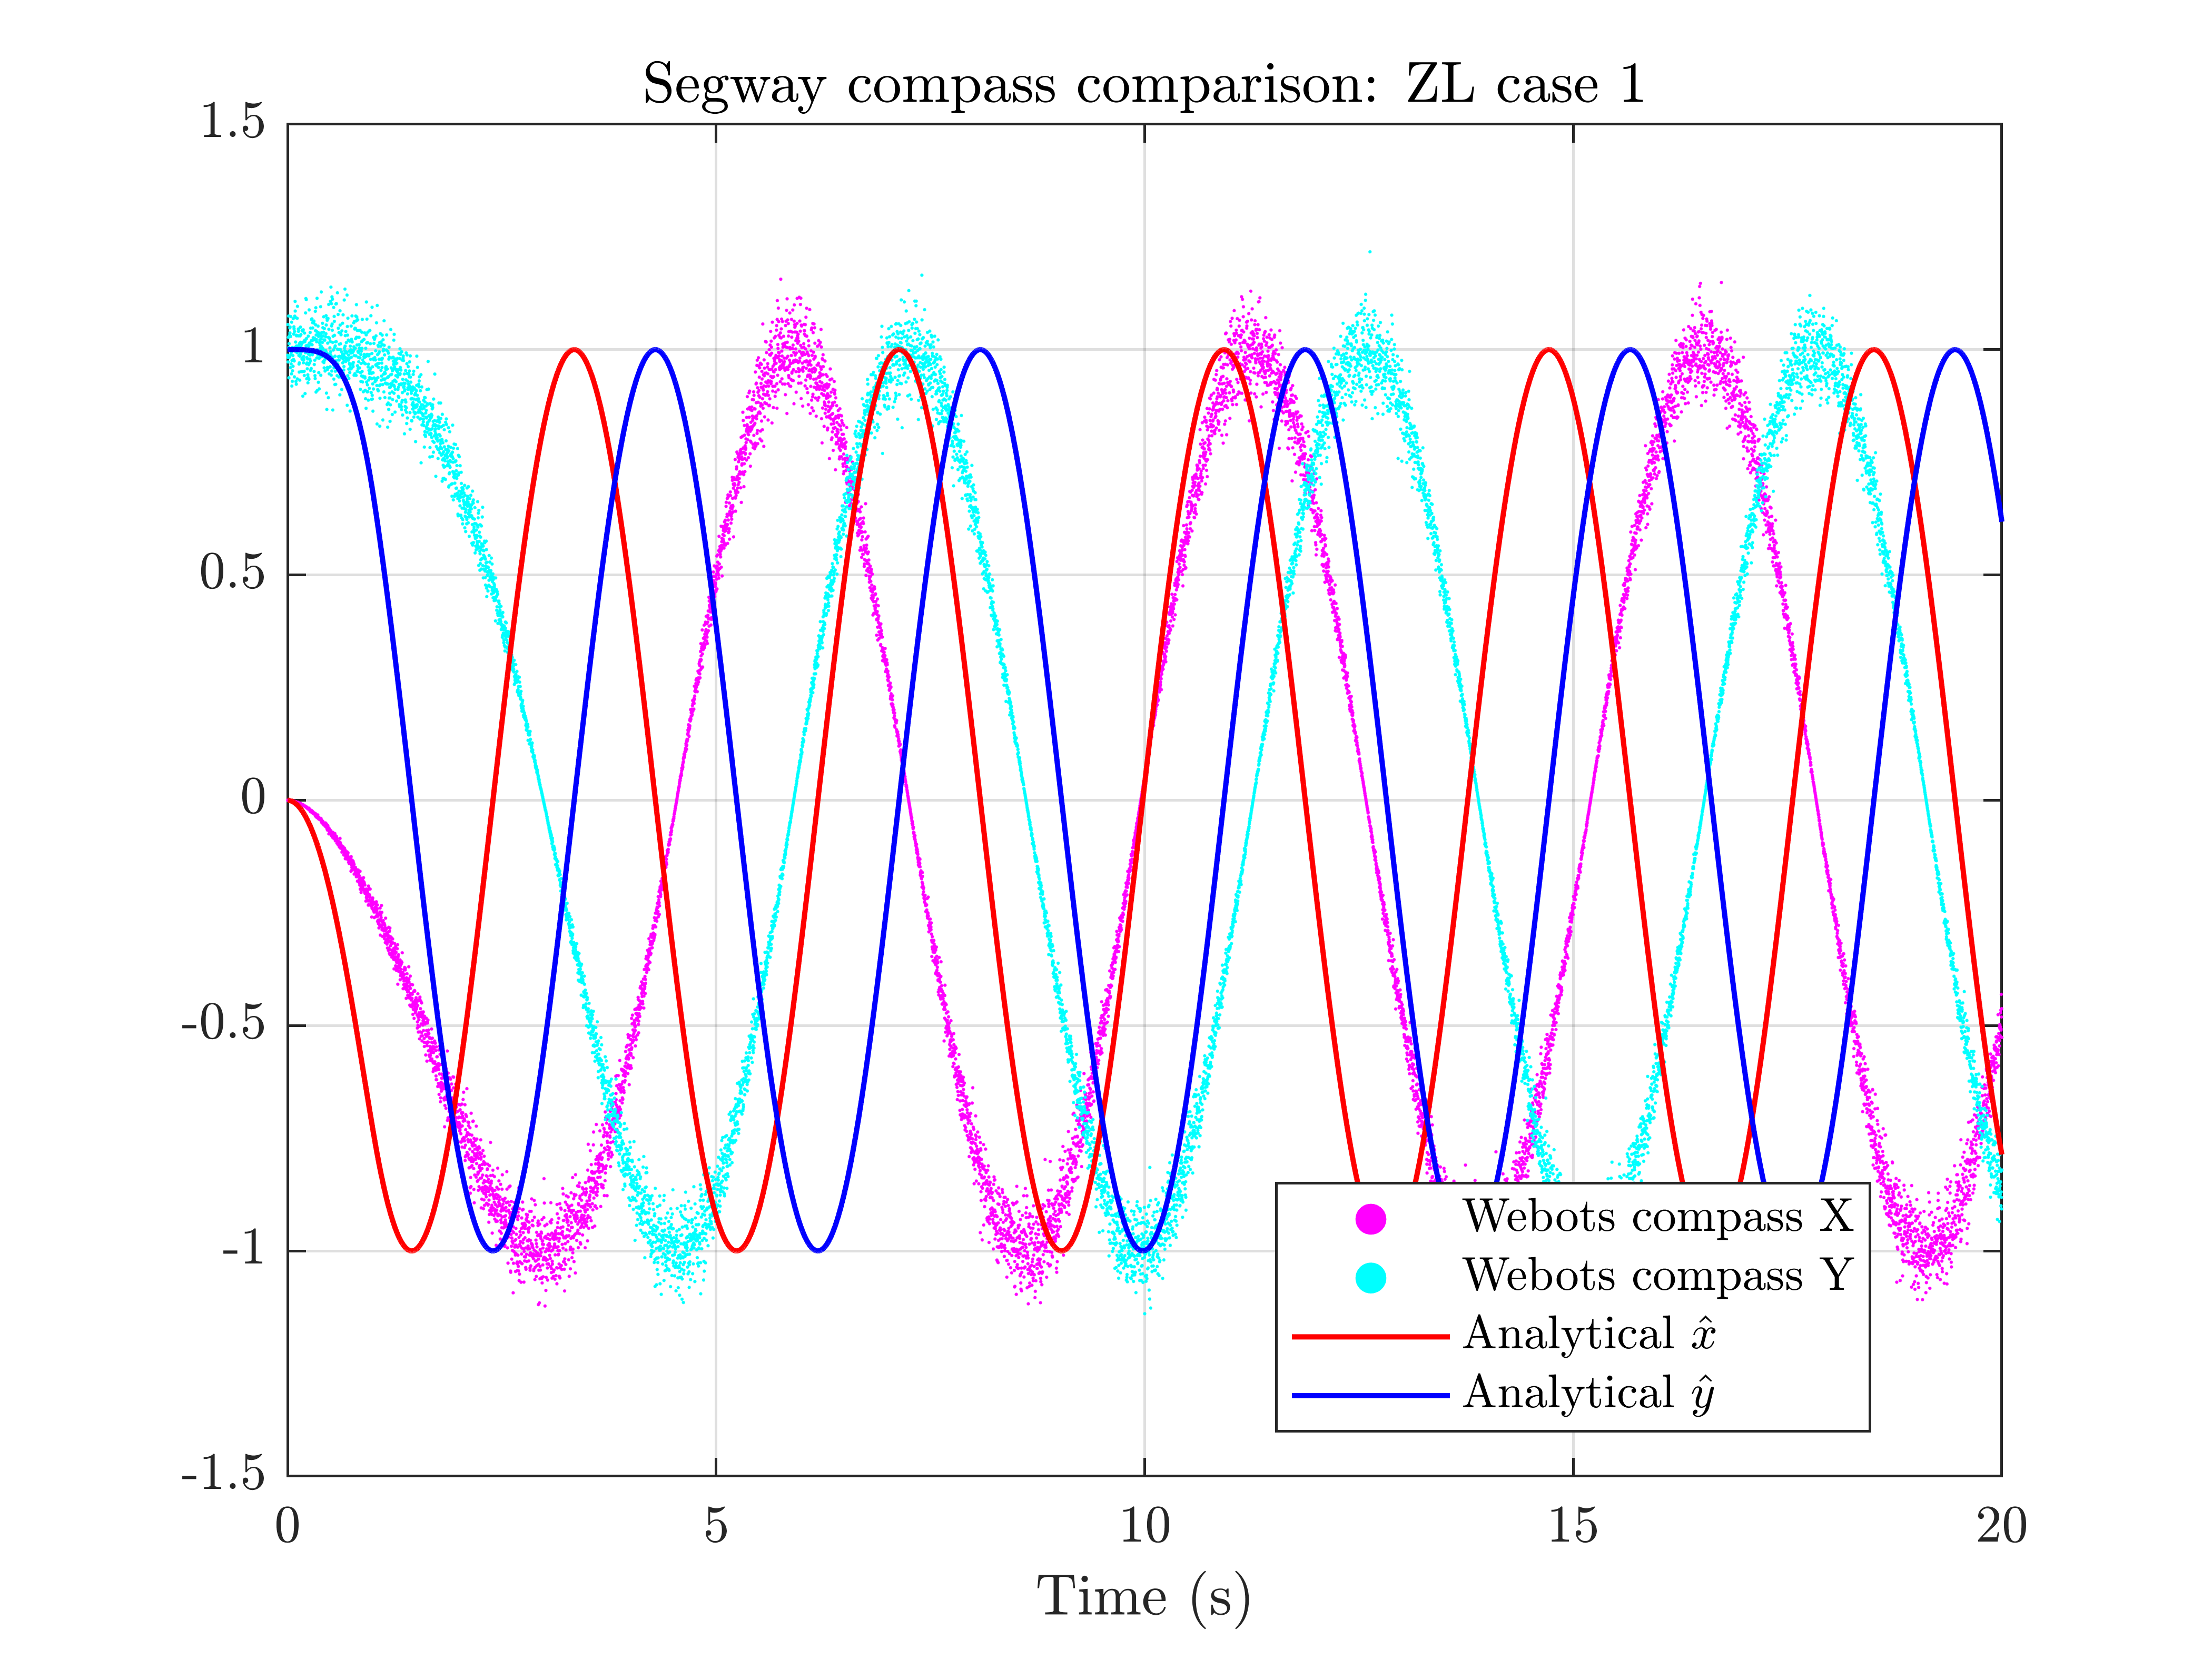 Segway compass comparison: ZL case 1
1.5
1
0.5
0
-0.5
-1
-1.5
0 5 10 15 20
Time (s)
Webots compass X
Webots compass Y
Analytical x̂
Analytical ŷ